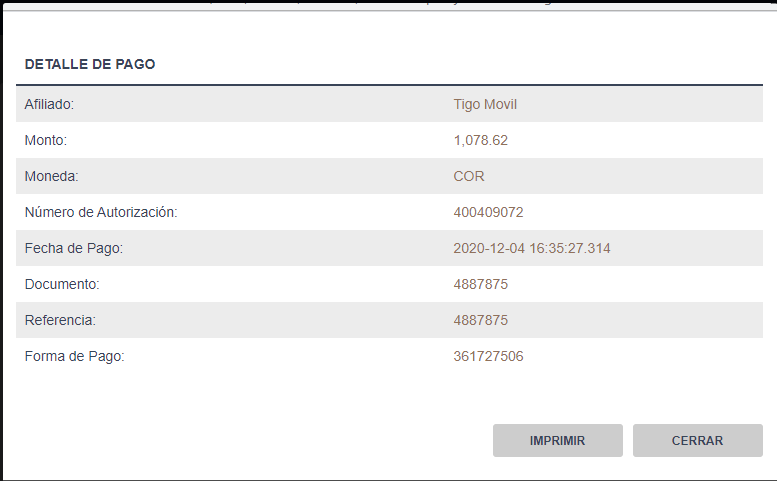 DETALLE DE PAGO
Afiliado: Tigo Movil
Monto: 1,078.62
Moneda: COR
Número de Autorización: 400409072
Fecha de Pago: 2020-12-04 16:35:27.314
Documento: 4887875
Referencia: 4887875
Forma de Pago: 361727506
IMPRIMIR CERRAR